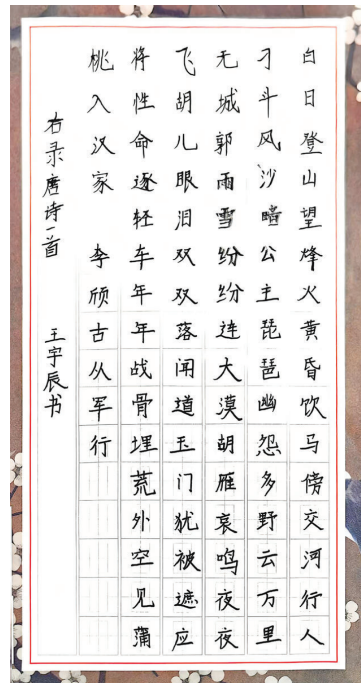 白日登山望烽火黄昏饮马傍交河行人
刁斗风沙暗公主琵琶幽怨多野云万里
无城郭雨雪纷纷连大漠胡雁哀鸣夜夜
飞胡儿眼泪双双落闻道玉门犹被遮应
将性命逐轻车年年战骨埋荒外空见蒲
桃入汉家 李颀古从军行
右录唐诗一首 王宇辰书